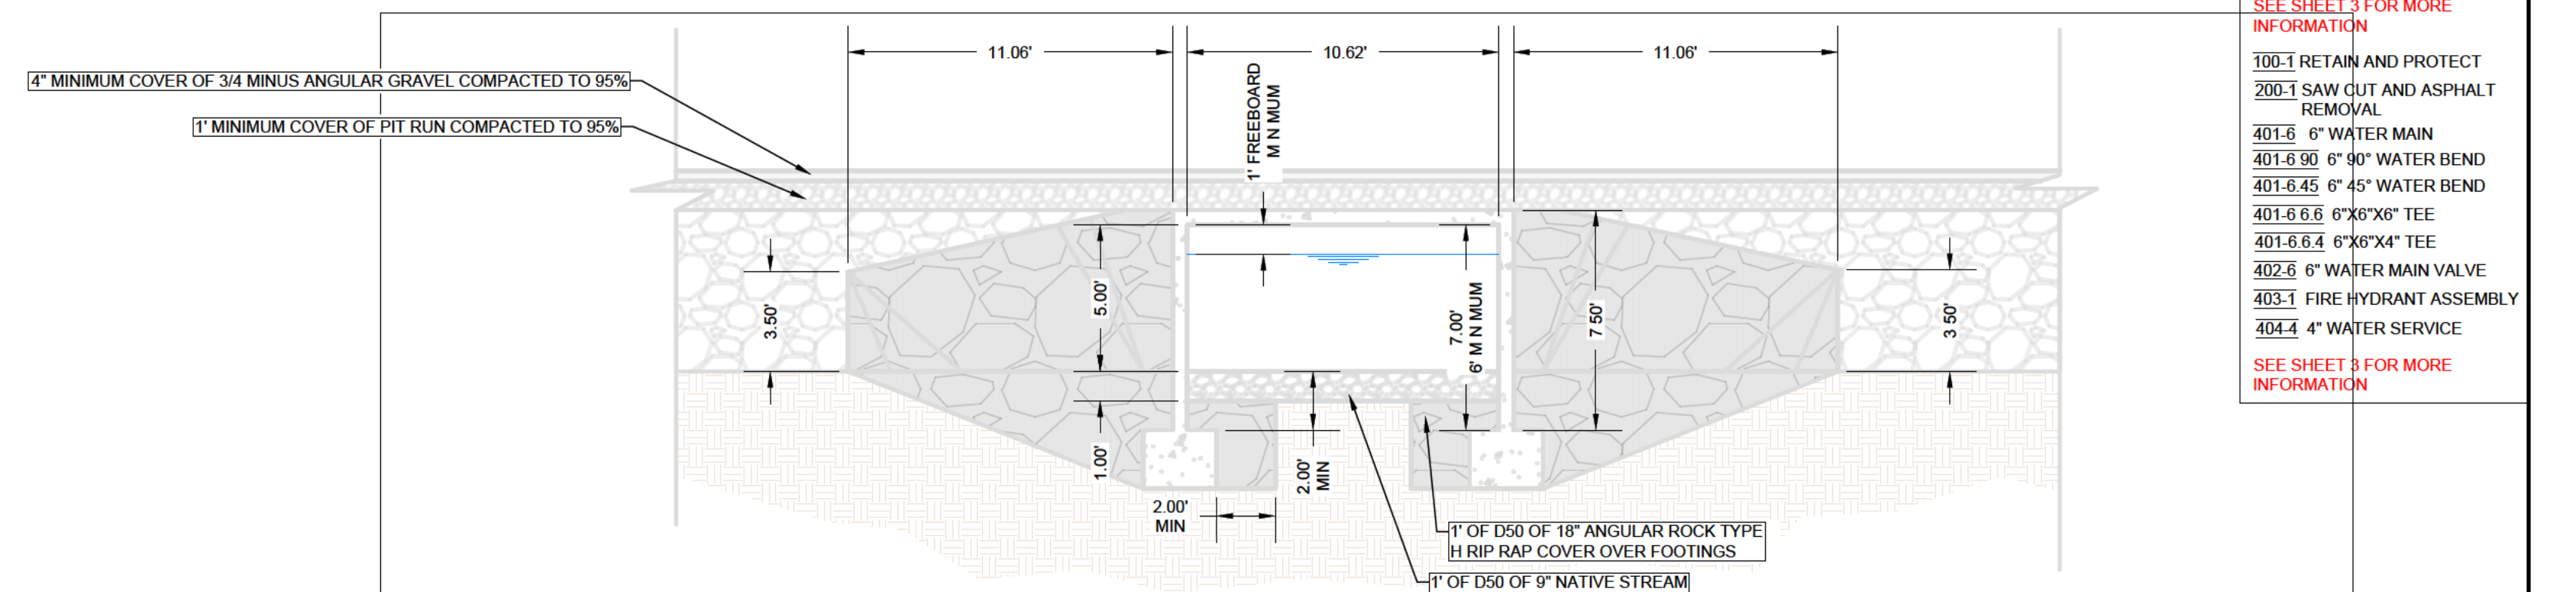 SEE SHEET 3 FOR MORE
INFORMATION
100-1 RETAIN AND PROTECT
200-1 SAW CUT AND ASPHALT
REMOVAL
401-6 6" WATER MAIN
401-6 90 6" 90° WATER BEND
401-6.45 6" 45° WATER BEND
401-6 6.6 6"X6"X6" TEE
401-6.6.4 6"X6"X4" TEE
402-6 6" WATER MAIN VALVE
403-1 FIRE HYDRANT ASSEMBLY
404-4 4" WATER SERVICE
SEE SHEET 3 FOR MORE
INFORMATION
11.06'
10.62'
11.06'
4" MINIMUM COVER OF 3/4 MINUS ANGULAR GRAVEL COMPACTED TO 95%
1' MINIMUM COVER OF PIT RUN COMPACTED TO 95%
1' FREEBOARD
M N MUM
3.50'
5.00'
7.00'
6' M N MUM
7 50'
3 50'
1.00'
2.00'
MIN
2.00'
MIN
1' OF D50 OF 18" ANGULAR ROCK TYPE
H RIP RAP COVER OVER FOOTINGS
1' OF D50 OF 9" NATIVE STREAM